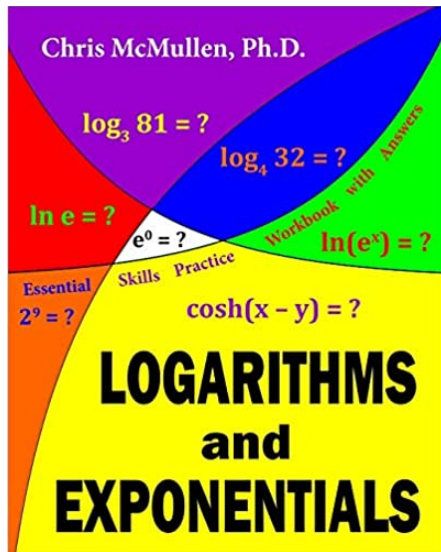 Chris McMullen, Ph.D.
log₃ 81 = ?
log₄ 32 = ?
ln e = ?
e⁰ = ?
ln(eˣ) = ?
Essential Skills Practice Workbook with Answers
2⁹ = ?
cosh(x – y) = ?
LOGARITHMS
and
EXPONENTIALS